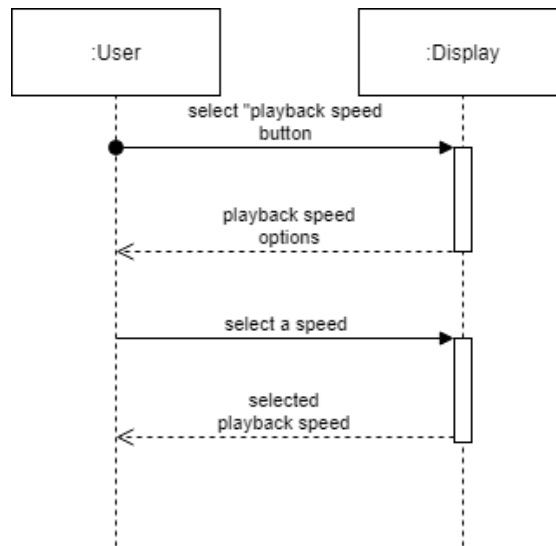 :User
:Display
select "playback speed
button
playback speed
options
select a speed
selected
playback speed